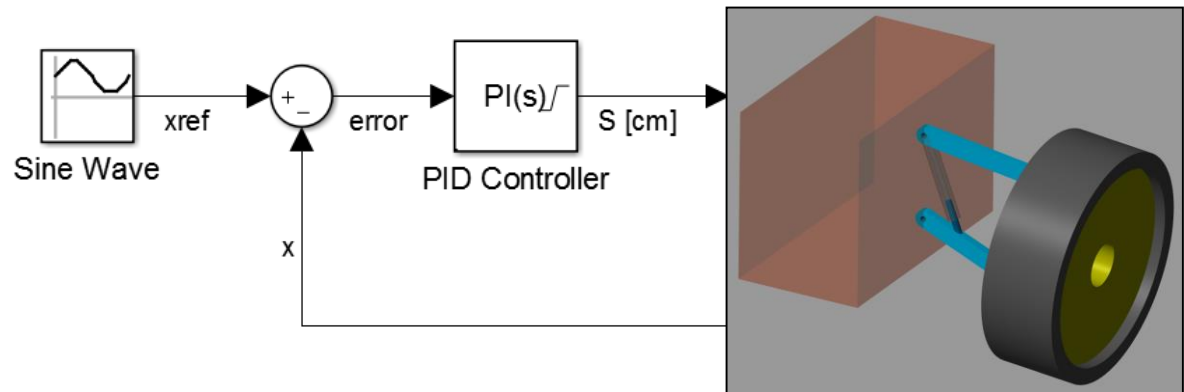 xref
Sine Wave
+
−
error
PI(s)
PID Controller
S [cm]
x